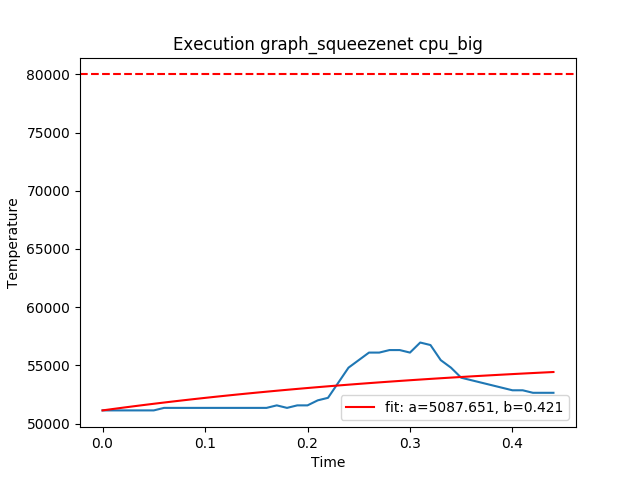 Execution graph_squeezenet cpu_big
80000
75000
70000
65000
60000
55000
50000
Temperature
0.0 0.1 0.2 0.3 0.4
Time
fit: a=5087.651, b=0.421